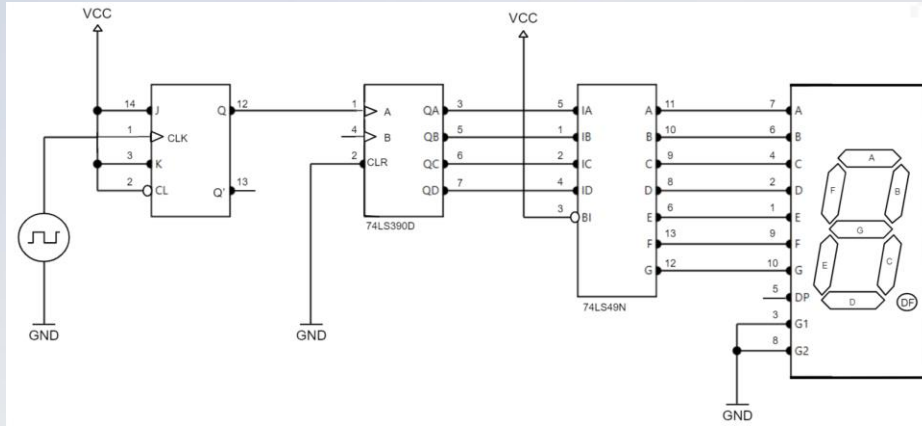 VCC
VCC
14 J Q 12
1 CLK
3 K
2 CL Q' 13
GND
1 A QA 3
4 B QB 5
2 CLR QC 6
QD 7
74LS390D
GND
5 IA A 11
1 IB B 10
2 IC C 9
4 ID D 8
3 BI E 6
F 13
G 12
74LS49N
7 A
6 B
4 C
2 D
1 E
9 F
10 G
5 DP
3 G1
8 G2
A
F B
G
E C
D DF
GND